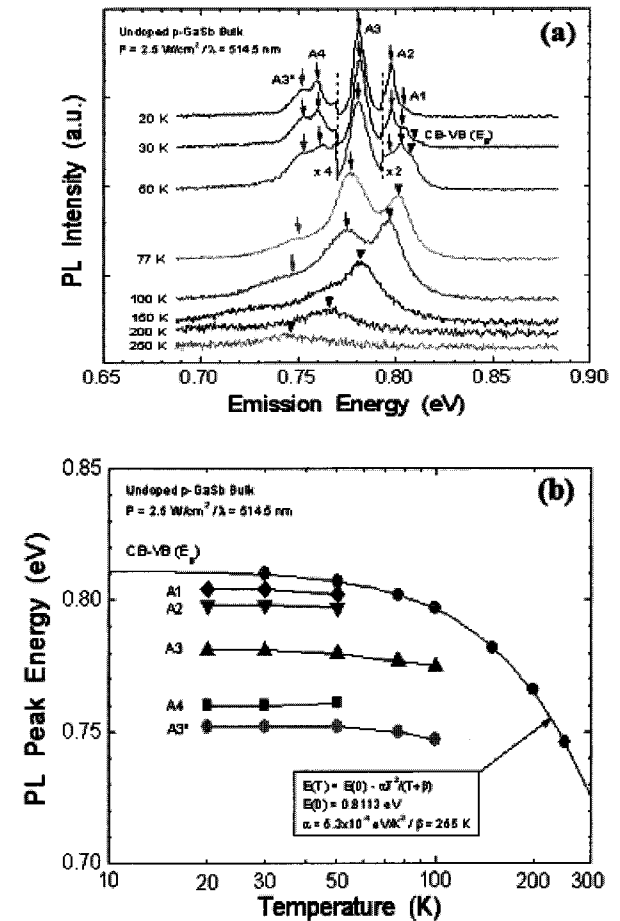 (a)
Undoped p-GaSb Bulk
P = 2.5 W/cm² / λ = 514.5 nm
A3
A4
A2
A3*
A1
CB-VB (Eg)
20 K
30 K
x 4
x 2
77 K
100 K
200 K
PL Intensity (a.u.)
0.65
0.70
0.75
0.80
0.85
0.90
Emission Energy (eV)
(b)
Undoped p-GaSb Bulk
P = 2.5 W/cm² / λ = 514.5 nm
CB-VB (Eg)
A1
A2
A3
A4
A3*
E(T) = E(0) - αT²/(T+β)
E(0) = 0.8113 eV
β = 265 K
PL Peak Energy (eV)
0.85
0.80
0.75
0.70
10
20
30
100
200
300
Temperature (K)